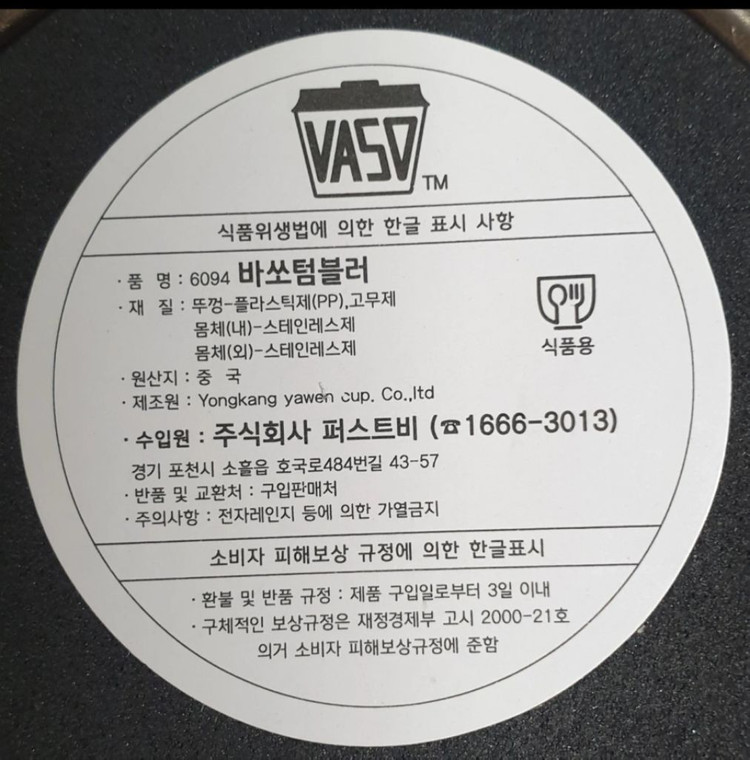 VASO TM
식품위생법에 의한 한글 표시 사항
· 품 명 : 6094 바쏘텀블러
· 재 질 : 뚜껑-플라스틱제(PP),고무제
몸체(내)-스테인레스제
몸체(외)-스테인레스제
식품용
· 원산지 : 중 국
· 제조원 : Yongkang yawen cup. Co.,ltd
· 수입원 : 주식회사 퍼스트비 (☎1666-3013)
경기 포천시 소흘읍 호국로484번길 43-57
· 반품 및 교환처 : 구입판매처
· 주의사항 : 전자레인지 등에 의한 가열금지
소비자 피해보상 규정에 의한 한글표시
· 환불 및 반품 규정 : 제품 구입일로부터 3일 이내
· 구체적인 보상규정은 재정경제부 고시 2000-21호
의거 소비자 피해보상규정에 준함